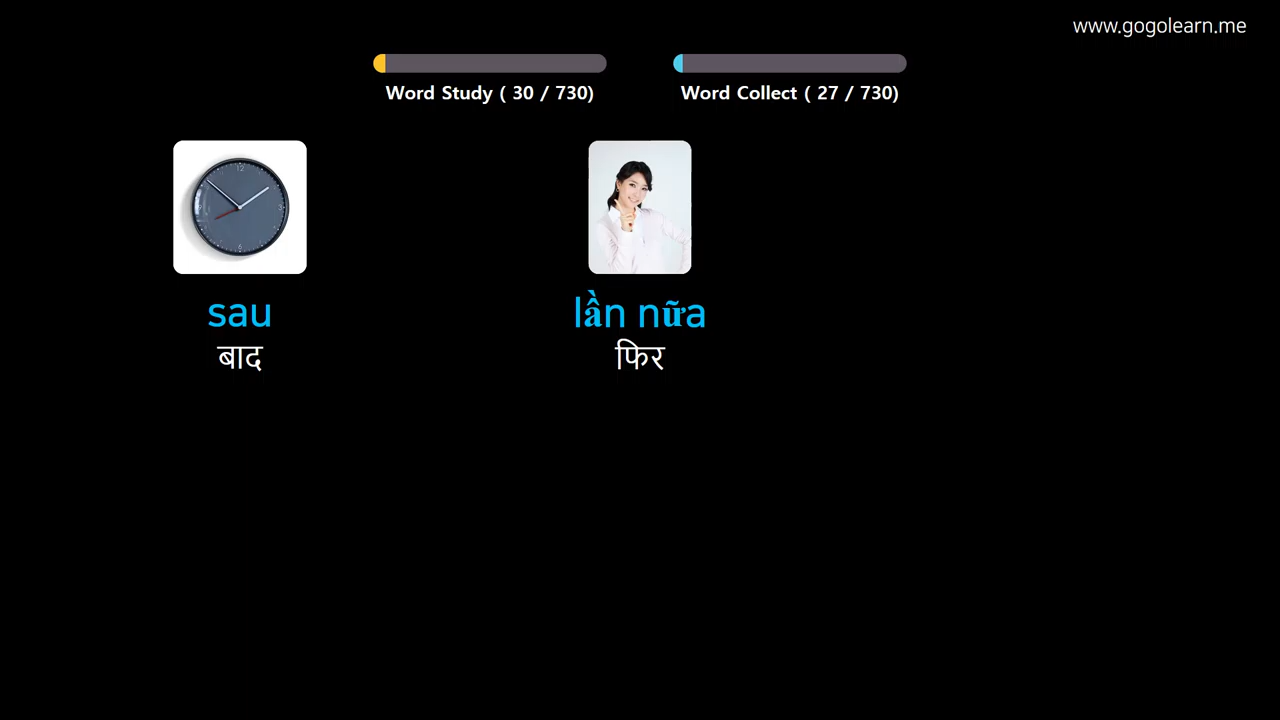 www.gogolearn.me
Word Study ( 30 / 730)
Word Collect ( 27 / 730)
sau
बाद
lần nữa
फिर